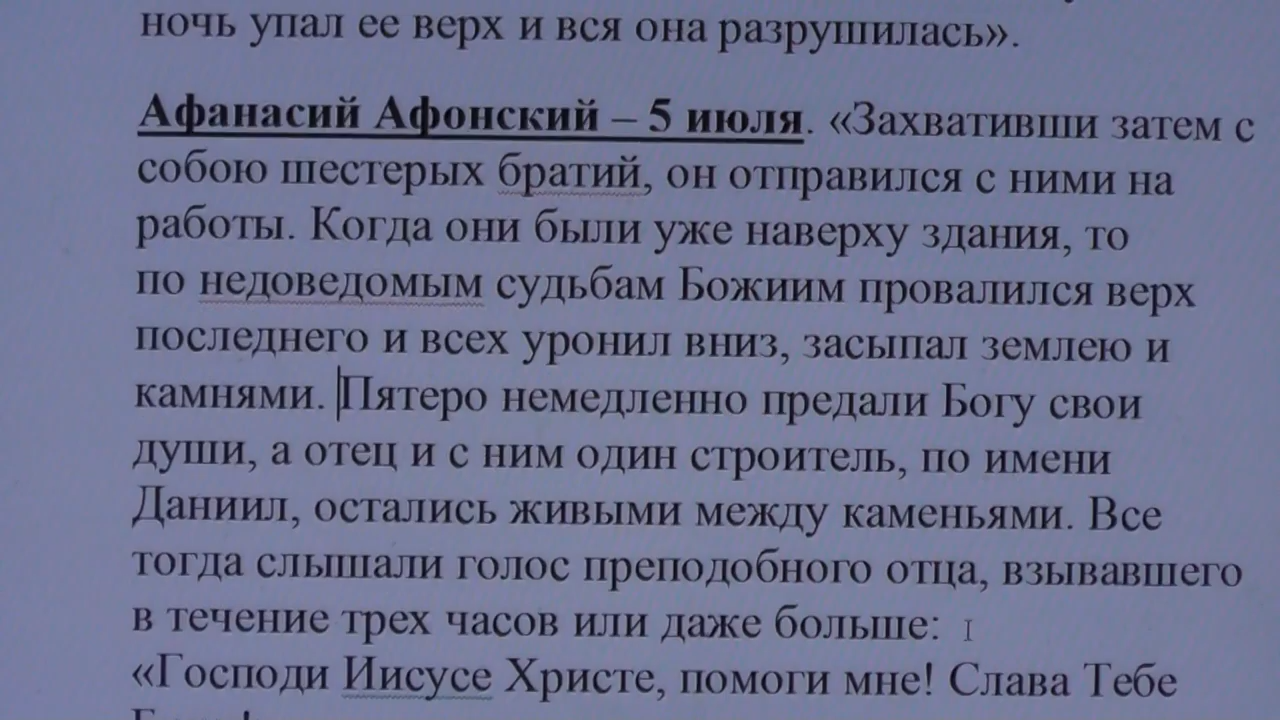 ночь упал ее верх и вся она разрушилась».
Афанасий Афонский – 5 июля. «Захвативши затем с
собою шестерых братий, он отправился с ними на
работы. Когда они были уже наверху здания, то
по недоведомым судьбам Божиим провалился верх
последнего и всех уронил вниз, засыпал землею и
камнями. Пятеро немедленно предали Богу свои
души, а отец и с ним один строитель, по имени
Даниил, остались живыми между каменьями. Все
тогда слышали голос преподобного отца, взывавшего
в течение трех часов или даже больше:
«Господи Иисусе Христе, помоги мне! Слава Тебе